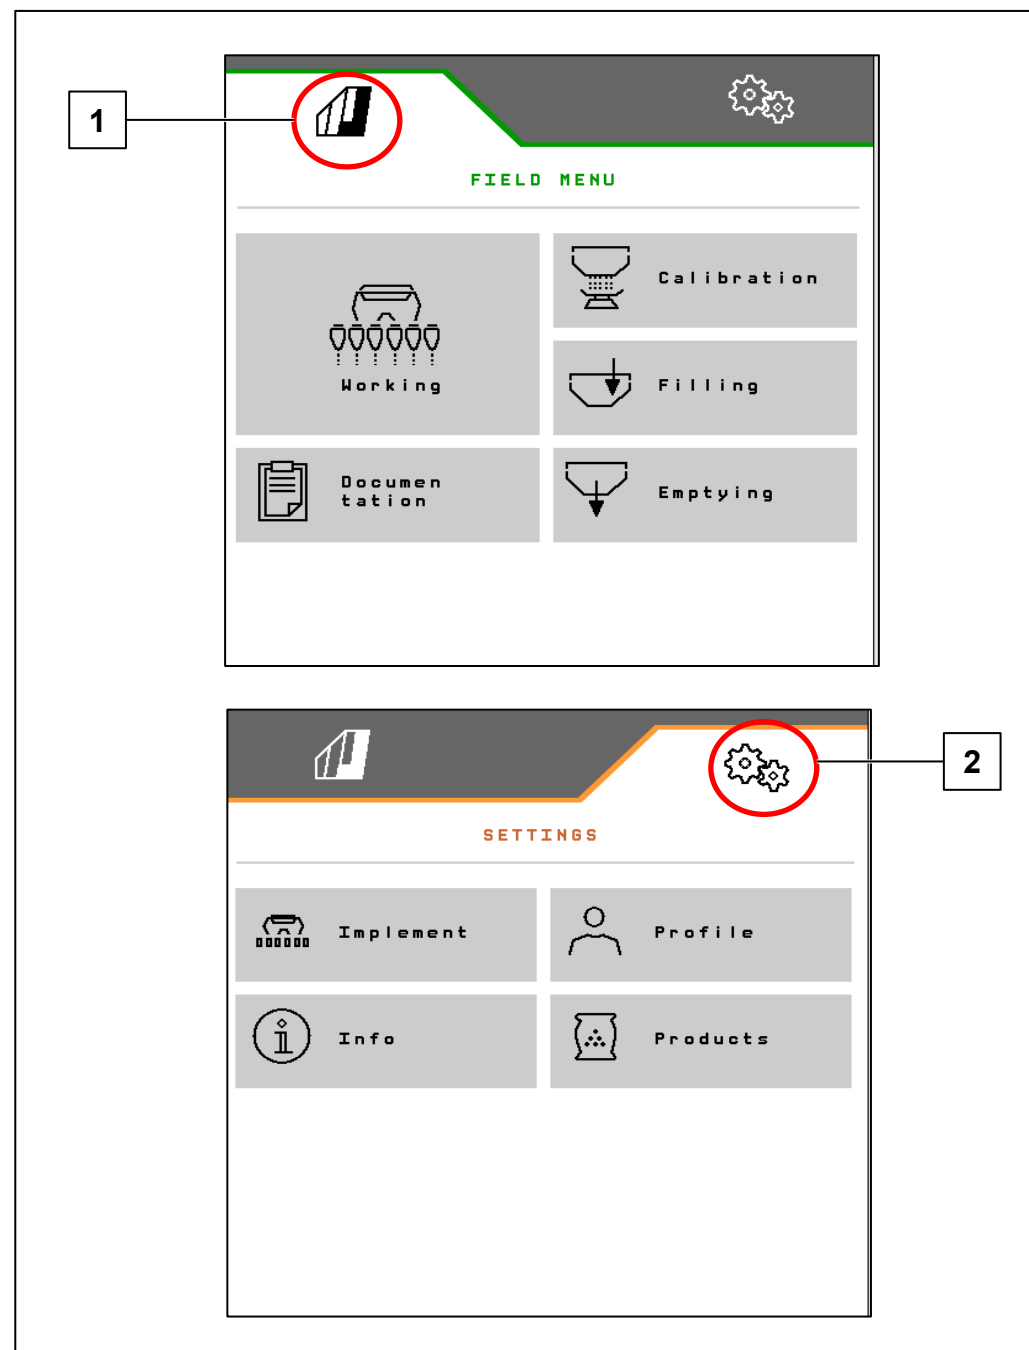 1
FIELD MENU
Working
Calibration
Filling
Documen
tation
Emptying
2
SETTINGS
Implement
Profile
Info
Products